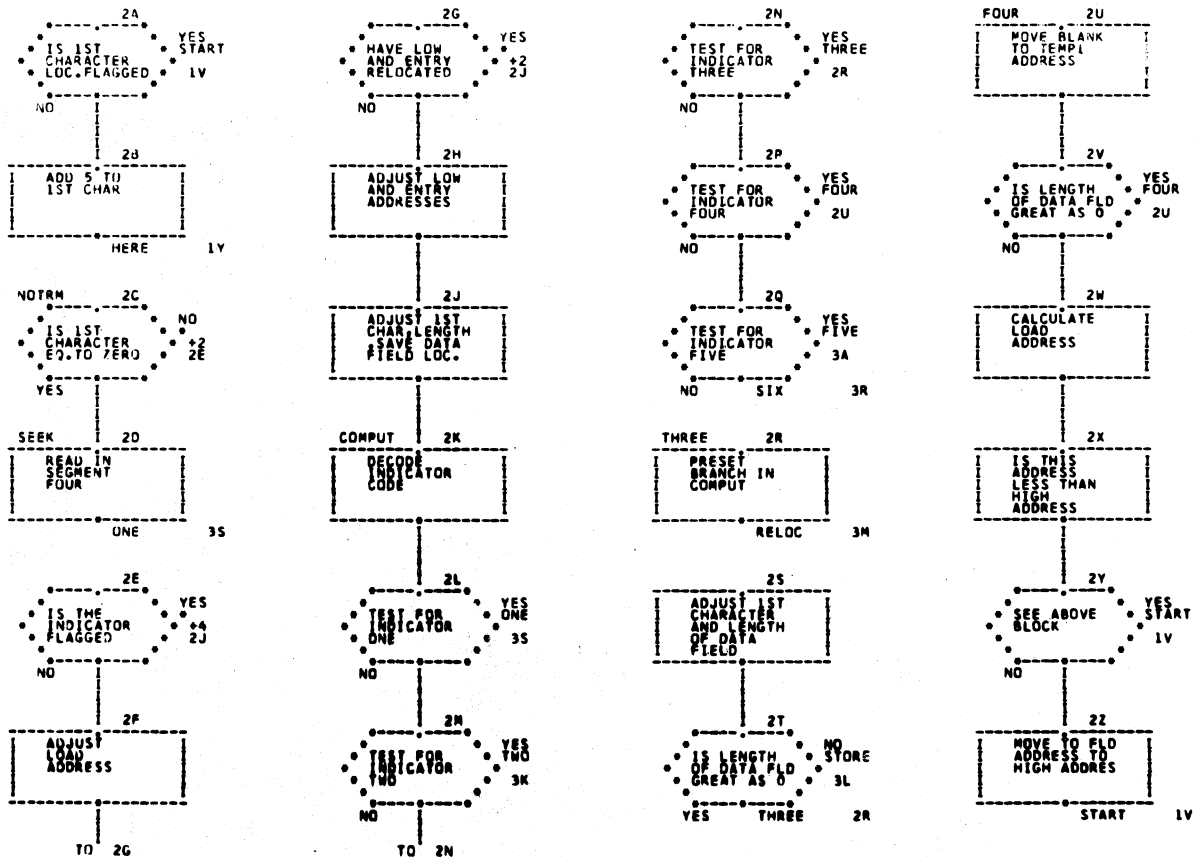 2A
IS 1ST
CHARACTER
LOC.FLAGGED
YES
START
1V
NO
2B
ADD 5 TO
1ST CHAR
HERE 1Y
NOTRM 2C
IS 1ST
CHARACTER
EQ.TO ZERO
NO
+2
2E
YES
SEEK 2D
READ IN
SEGMENT
FOUR
ONE 3S
2E
IS THE
INDICATOR
FLAGGED
YES
+4
2J
NO
2F
ADJUST
LOAD
ADDRESS
TO 2G
2G
HAVE LOW
AND ENTRY
RELOCATED
YES
+2
2J
NO
2H
ADJUST LOW
AND ENTRY
ADDRESSES
2J
ADJUST 1ST
CHAR,LENGTH
SAVE DATA
FIELD LOC.
COMPUT 2K
DECODE
INDICATOR
CODE
2L
TEST FOR
INDICATOR
ONE
YES
ONE
3S
NO
2M
TEST FOR
INDICATOR
TWO
YES
TWO
3K
NO
TO 2N
2N
TEST FOR
INDICATOR
THREE
YES
THREE
2R
NO
2P
TEST FOR
INDICATOR
FOUR
YES
FOUR
2U
NO
2Q
TEST FOR
INDICATOR
FIVE
YES
FIVE
3A
NO SIX 3R
THREE 2R
PRESET
BRANCH IN
COMPUT
RELOC 3M
2S
ADJUST 1ST
CHARACTER
AND LENGTH
OF DATA
FIELD
2T
IS LENGTH
OF DATA FLD
GREAT AS 0
NO
STORE
3L
YES THREE 2R
FOUR 2U
MOVE BLANK
TO TEMP1
ADDRESS
2V
IS LENGTH
OF DATA FLD
GREAT AS 0
YES
FOUR
2U
NO
2W
CALCULATE
LOAD
ADDRESS
2X
IS THIS
ADDRESS
LESS THAN
HIGH
ADDRESS
2Y
SEE ABOVE
BLOCK
YES
START
1V
NO
2Z
MOVE TO FLD
ADDRESS TO
HIGH ADDRES
START 1V